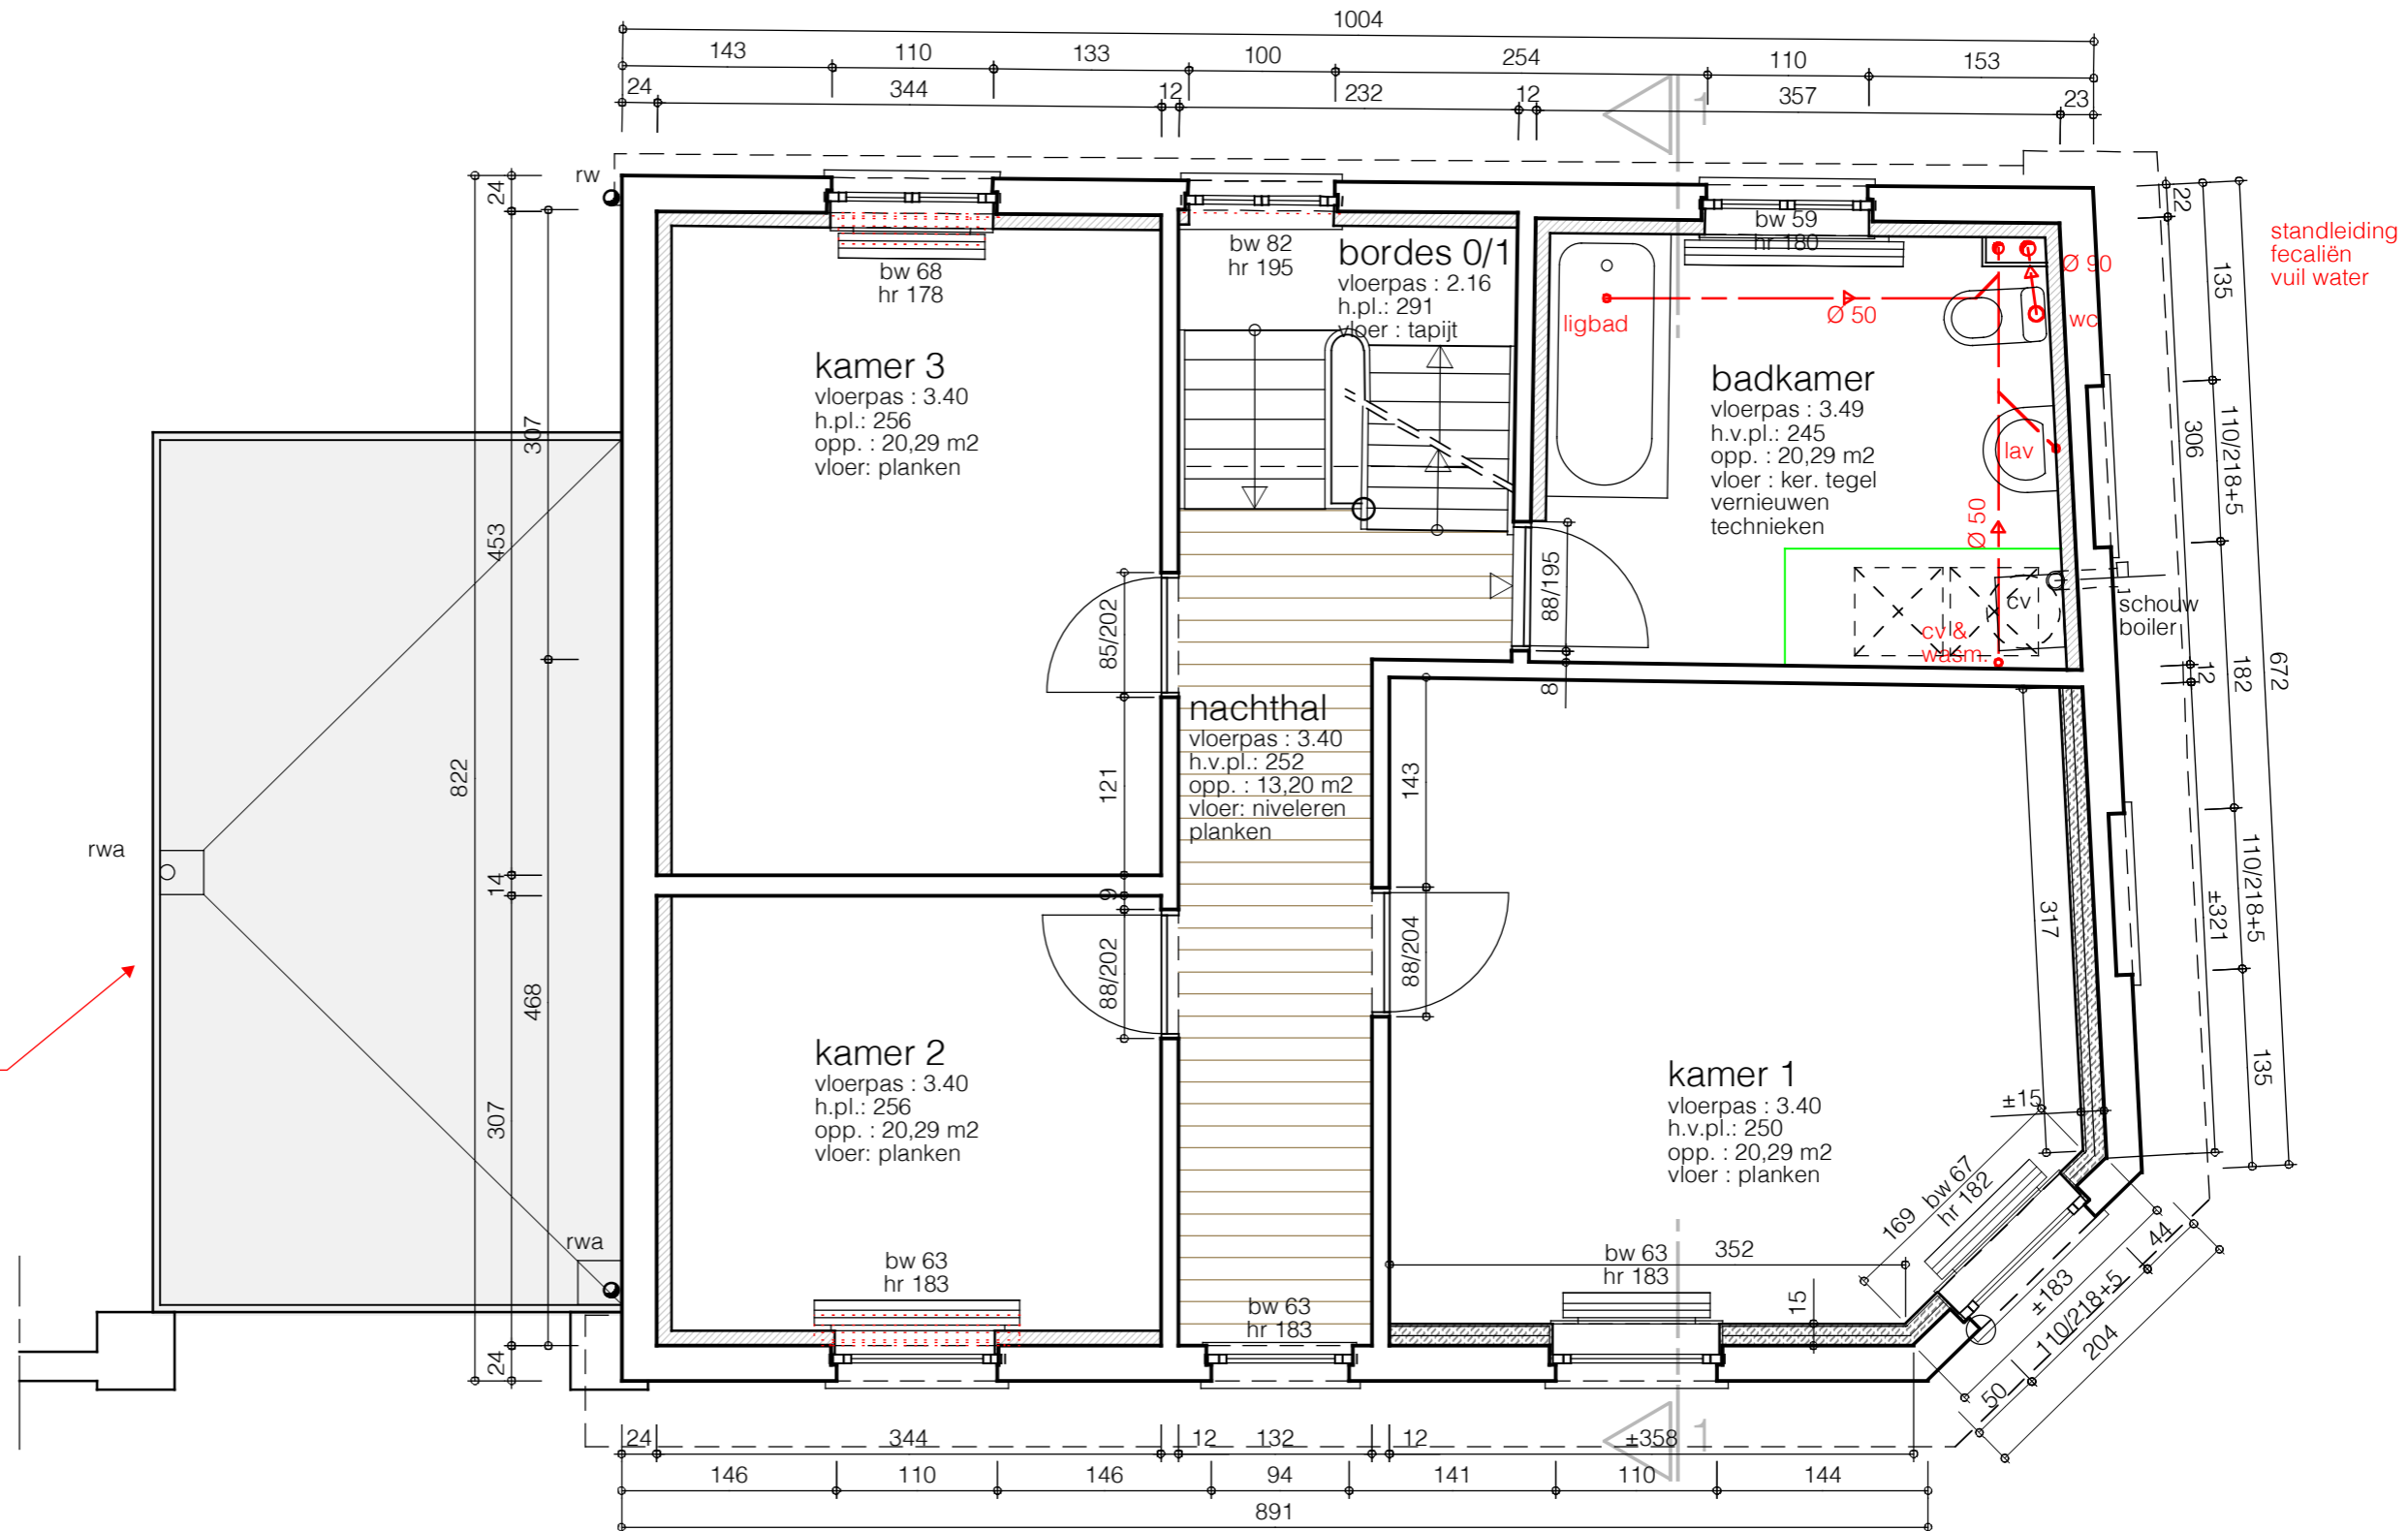 1004
143 110 133 100 254 110 153
24 344 12 232 12 357 23
1
rw
24
307
453
822
14
468
307
24
rwa
rwa
bw 68
hr 178
bw 82
hr 195
bw 59
hr 180
bordes 0/1
vloerpas : 2.16
h.pl.: 291
vloer : tapijt
kamer 3
vloerpas : 3.40
h.pl.: 256
opp. : 20,29 m2
vloer: planken
badkamer
vloerpas : 3.49
h.v.pl.: 245
opp. : 20,29 m2
vloer : ker. tegel
vernieuwen
technieken
ligbad
Ø 50
Ø 90
wc
lav
Ø 50
cv
cv &
wasm.
schouw
boiler
standleiding
fecaliën
vuil water
22
135
306
110/218+5
12
182
672
±321
110/218+5
135
85/202
88/195
8
121
143
9
88/202
88/204
nachthal
vloerpas : 3.40
h.v.pl.: 252
opp. : 13,20 m2
vloer: niveleren
planken
kamer 2
vloerpas : 3.40
h.pl.: 256
opp. : 20,29 m2
vloer: planken
kamer 1
vloerpas : 3.40
h.v.pl.: 250
opp. : 20,29 m2
vloer : planken
317
±15
169
bw 67
hr 182
bw 63
hr 183
bw 63
hr 183
bw 63
hr 183
352
15
44
±183
110/218+5
204
50
1
24 344 12 132 12 ±358
146 110 146 94 141 110 144
891